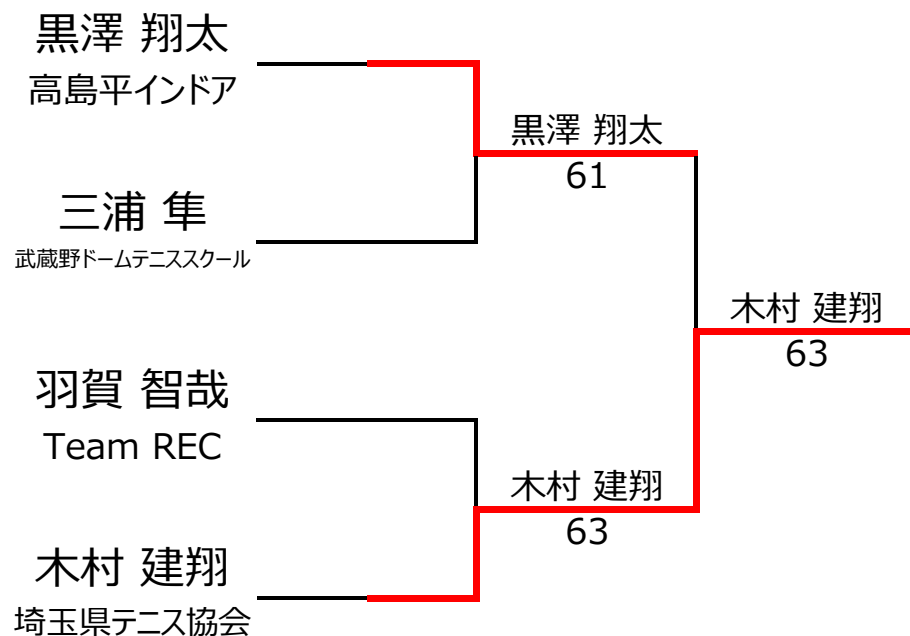 黒澤 翔太
高島平インドア
黒澤 翔太
61
三浦 隼
武蔵野ドームテニススクール
木村 建翔
63
羽賀 智哉
Team REC
木村 建翔
63
木村 建翔
埼玉県テニス協会